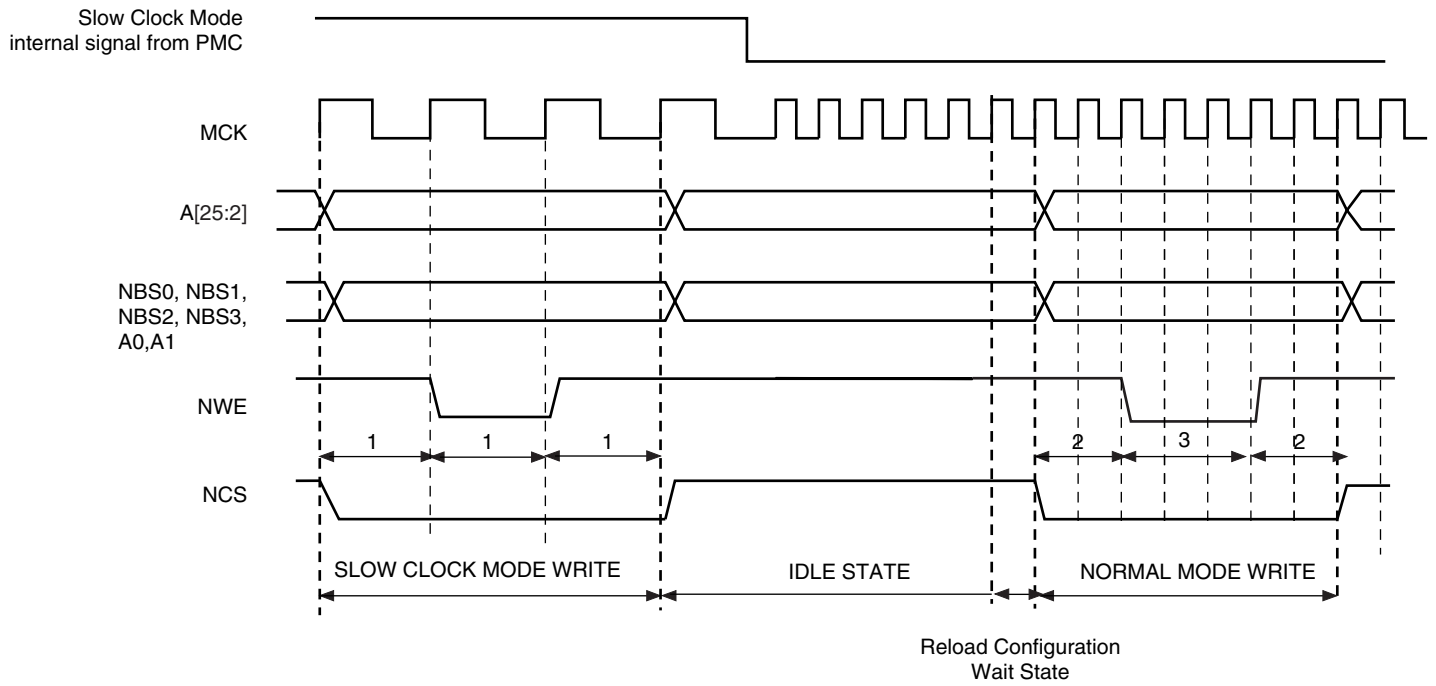 Slow Clock Mode
internal signal from PMC
MCK
A[25:2]
NBS0, NBS1,
NBS2, NBS3,
A0,A1
NWE
1 1 1 2 3 2
NCS
SLOW CLOCK MODE WRITE IDLE STATE NORMAL MODE WRITE
Reload Configuration
Wait State